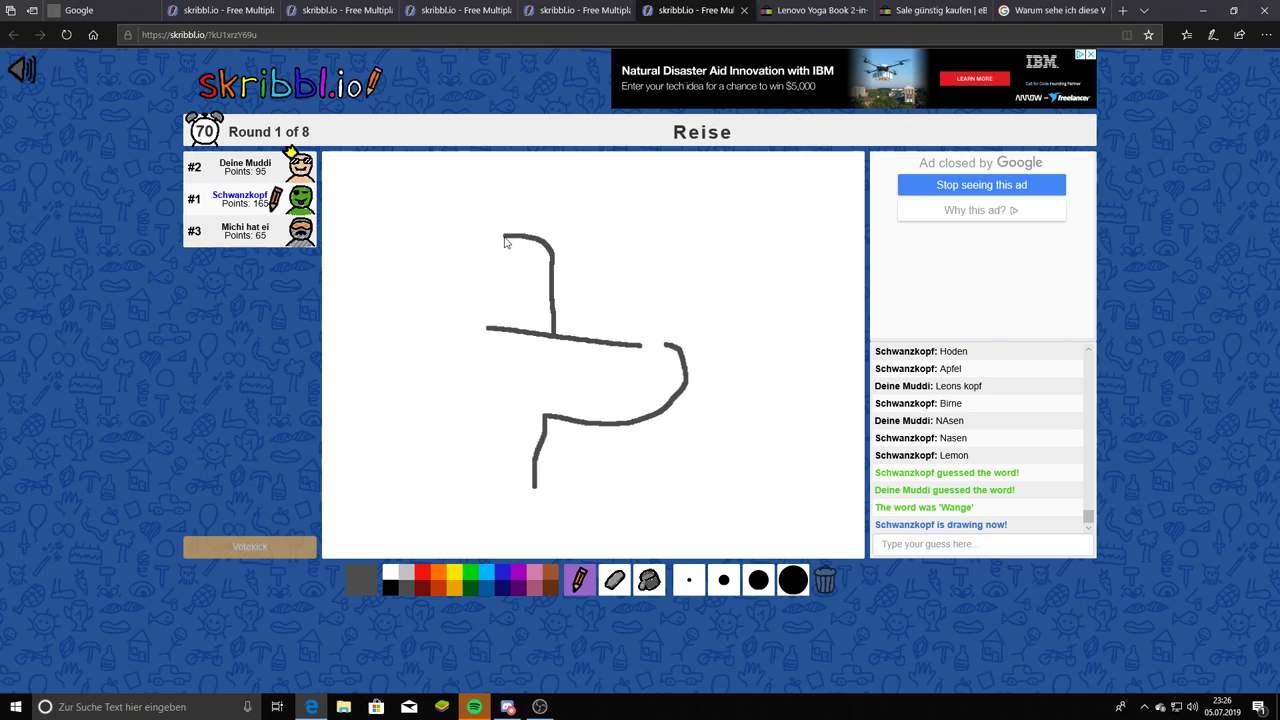 Google
skribbl.io - Free Multipl
skribbl.io - Free Multipl
skribbl.io - Free Multipl
skribbl.io - Free Multipl
skribbl.io - Free Mul
Lenovo Yoga Book 2-in-
Sale günstig kaufen | eB
Warum sehe ich diese V
https://skribbl.io/?kU1xrzY69u
skribbl.io
Natural Disaster Aid Innovation with IBM
Enter your tech idea for a chance to win $5,000
LEARN MORE
IBM
Call for Code Founding Partner
ARROW
freelancer
70
Round 1 of 8
Reise
#2
Deine Muddi
Points: 95
#1
Schwanzkopf
Points: 165
#3
Michi hat ei
Points: 65
Votekick
Ad closed by Google
Stop seeing this ad
Why this ad?
Schwanzkopf: Hoden
Schwanzkopf: Apfel
Deine Muddi: Leons kopf
Schwanzkopf: Birne
Deine Muddi: NAsen
Schwanzkopf: Nasen
Schwanzkopf: Lemon
Schwanzkopf guessed the word!
Deine Muddi guessed the word!
The word was 'Wange'
Schwanzkopf is drawing now!
Type your guess here...
Zur Suche Text hier eingeben
23:26
05.07.2019
1